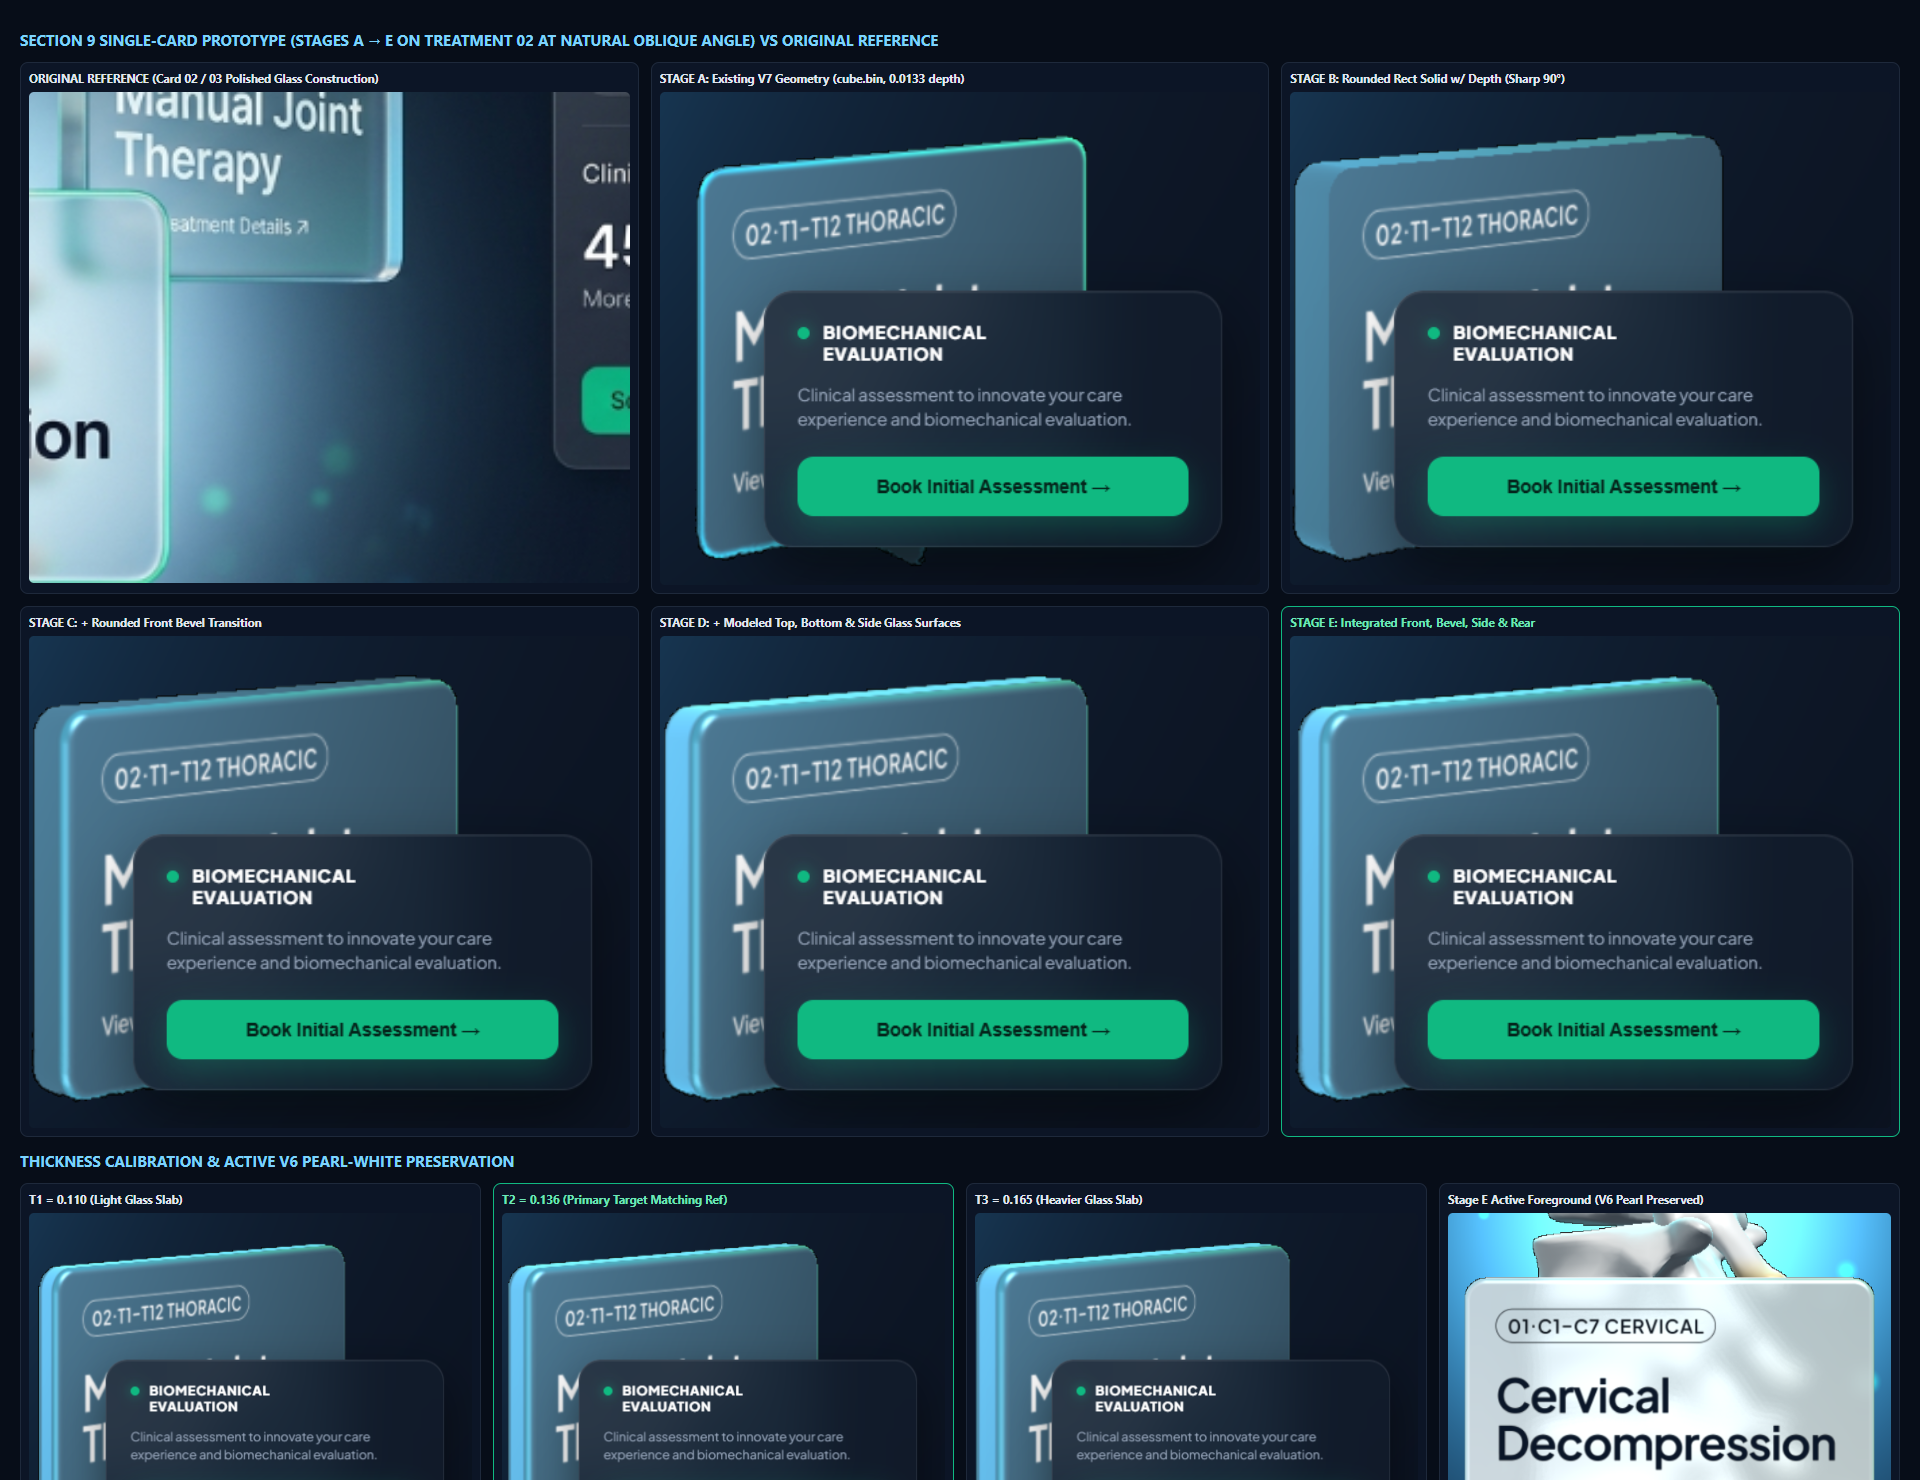 SECTION 9 SINGLE-CARD PROTOTYPE (STAGES A → E ON TREATMENT 02 AT NATURAL OBLIQUE ANGLE) VS ORIGINAL REFERENCE
ORIGINAL REFERENCE (Card 02 / 03 Polished Glass Construction)
Manual Joint
Therapy
eatment Details ↗
ion
Clini
45
More
STAGE A: Existing V7 Geometry (cube.bin, 0.0133 depth)
02·T1-T12 THORACIC
M
View
BIOMECHANICAL
EVALUATION
Clinical assessment to innovate your care
experience and biomechanical evaluation.
Book Initial Assessment →
STAGE B: Rounded Rect Solid w/ Depth (Sharp 90°)
02·T1-T12 THORACIC
M
View
BIOMECHANICAL
EVALUATION
Clinical assessment to innovate your care
experience and biomechanical evaluation.
Book Initial Assessment →
STAGE C: + Rounded Front Bevel Transition
02·T1-T12 THORACIC
M
View
BIOMECHANICAL
EVALUATION
Clinical assessment to innovate your care
experience and biomechanical evaluation.
Book Initial Assessment →
STAGE D: + Modeled Top, Bottom & Side Glass Surfaces
02·T1-T12 THORACIC
M
View
BIOMECHANICAL
EVALUATION
Clinical assessment to innovate your care
experience and biomechanical evaluation.
Book Initial Assessment →
STAGE E: Integrated Front, Bevel, Side & Rear
02·T1-T12 THORACIC
M
View
BIOMECHANICAL
EVALUATION
Clinical assessment to innovate your care
experience and biomechanical evaluation.
Book Initial Assessment →
THICKNESS CALIBRATION & ACTIVE V6 PEARL-WHITE PRESERVATION
T1 = 0.110 (Light Glass Slab)
02·T1-T12 THORACIC
M
BIOMECHANICAL
EVALUATION
Clinical assessment to innovate your care
experience and biomechanical evaluation.
T2 = 0.136 (Primary Target Matching Ref)
02·T1-T12 THORACIC
M
BIOMECHANICAL
EVALUATION
Clinical assessment to innovate your care
experience and biomechanical evaluation.
T3 = 0.165 (Heavier Glass Slab)
02·T1-T12 THORACIC
M
BIOMECHANICAL
EVALUATION
Clinical assessment to innovate your care
experience and biomechanical evaluation.
Stage E Active Foreground (V6 Pearl Preserved)
01·C1-C7 CERVICAL
Cervical
Decompression